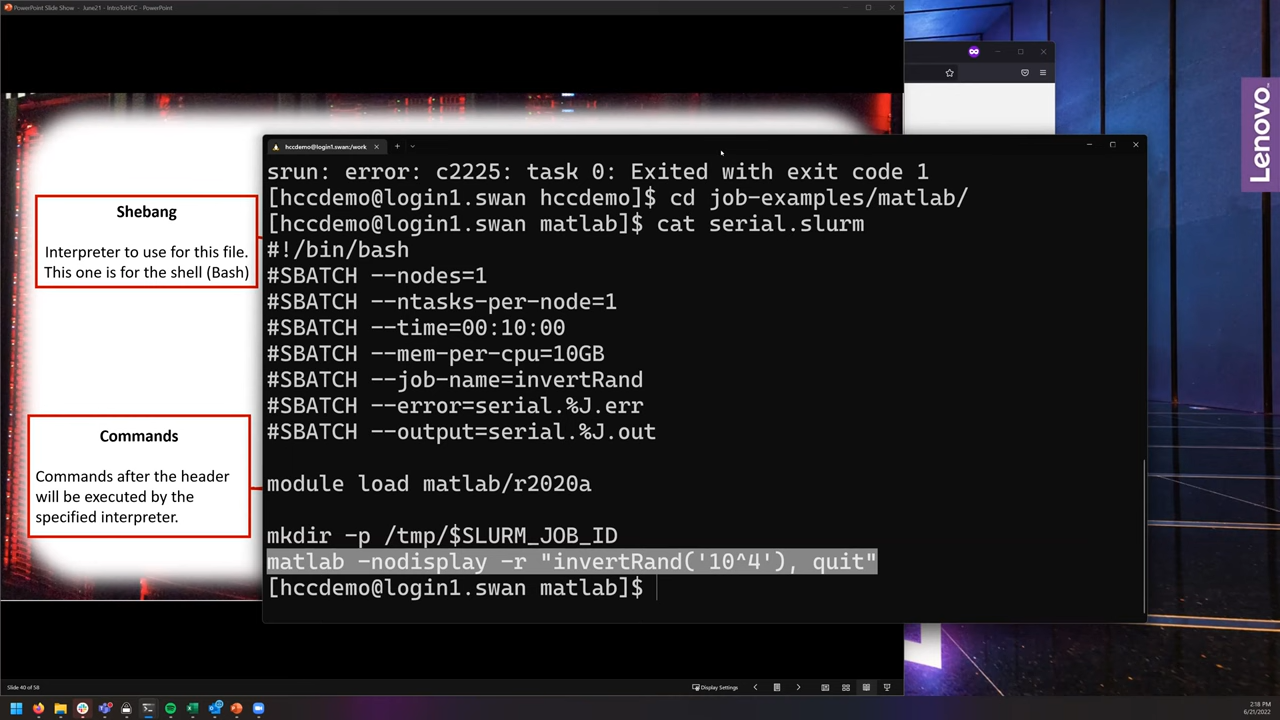 PowerPoint Slide Show - June21 - IntroToHCC - PowerPoint
Lenovo
Shebang
Interpreter to use for this file.
This one is for the shell (Bash)
Commands
Commands after the header
will be executed by the
specified interpreter.
hccdemo@login1.swan:/work
srun: error: c2225: task 0: Exited with exit code 1
[hccdemo@login1.swan hccdemo]$ cd job-examples/matlab/
[hccdemo@login1.swan matlab]$ cat serial.slurm
#!/bin/bash
#SBATCH --nodes=1
#SBATCH --ntasks-per-node=1
#SBATCH --time=00:10:00
#SBATCH --mem-per-cpu=10GB
#SBATCH --job-name=invertRand
#SBATCH --error=serial.%J.err
#SBATCH --output=serial.%J.out
module load matlab/r2020a
mkdir -p /tmp/$SLURM_JOB_ID
matlab -nodisplay -r "invertRand('10^4'), quit"
[hccdemo@login1.swan matlab]$
Slide 40 of 58
Display Settings
2:18 PM
6/21/2022